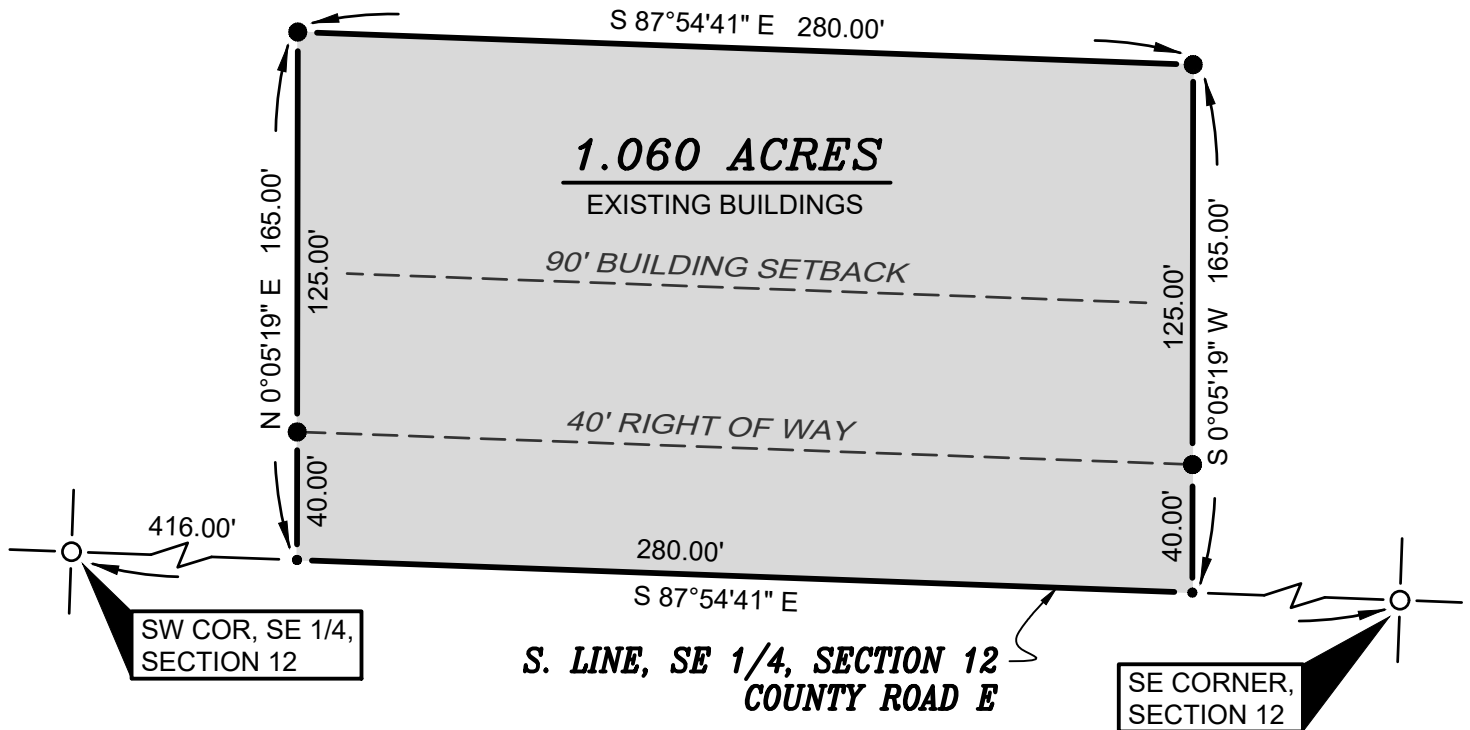 S 87°54'41" E 280.00'
1.060 ACRES
EXISTING BUILDINGS
N 0°05'19" E 165.00'
125.00'
90' BUILDING SETBACK
125.00'
S 0°05'19" W 165.00'
40' RIGHT OF WAY
40.00'
40.00'
416.00'
280.00'
S 87°54'41" E
SW COR, SE 1/4,
SECTION 12
S. LINE, SE 1/4, SECTION 12
COUNTY ROAD E
SE CORNER,
SECTION 12